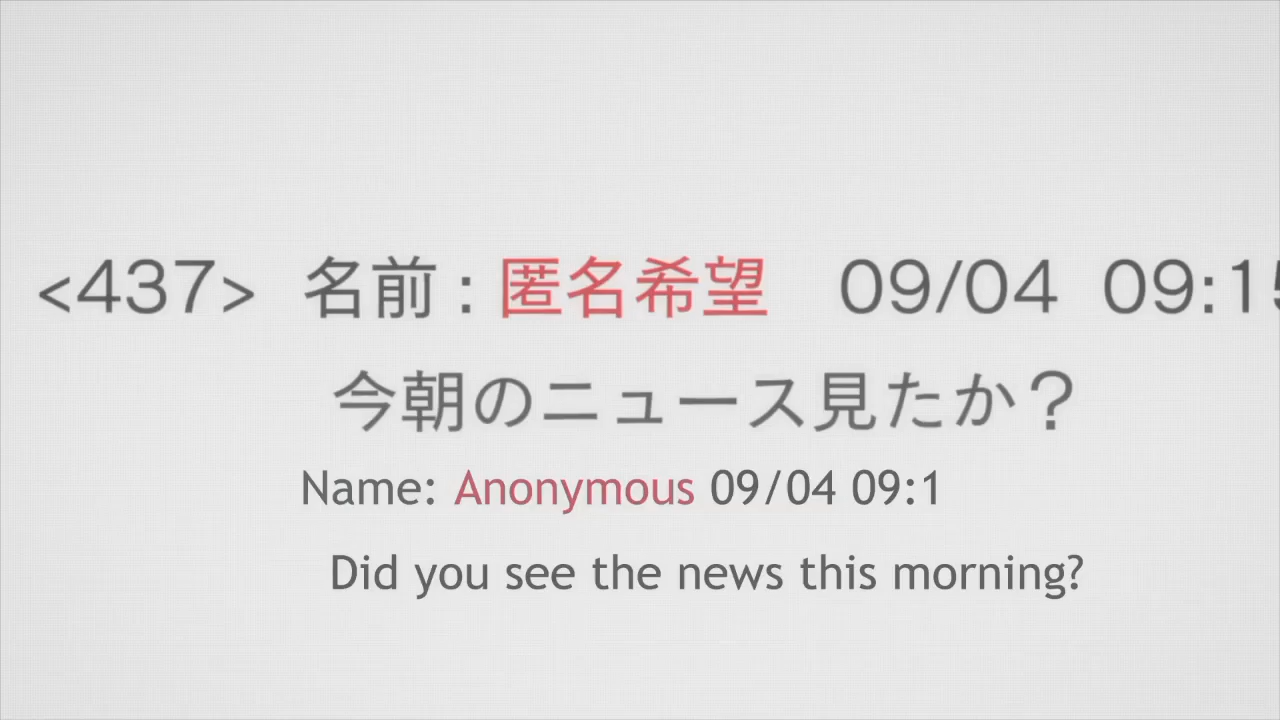 <437> 名前 : 匿名希望 09/04 09:15
今朝のニュース見たか？
Name: Anonymous 09/04 09:1
Did you see the news this morning?